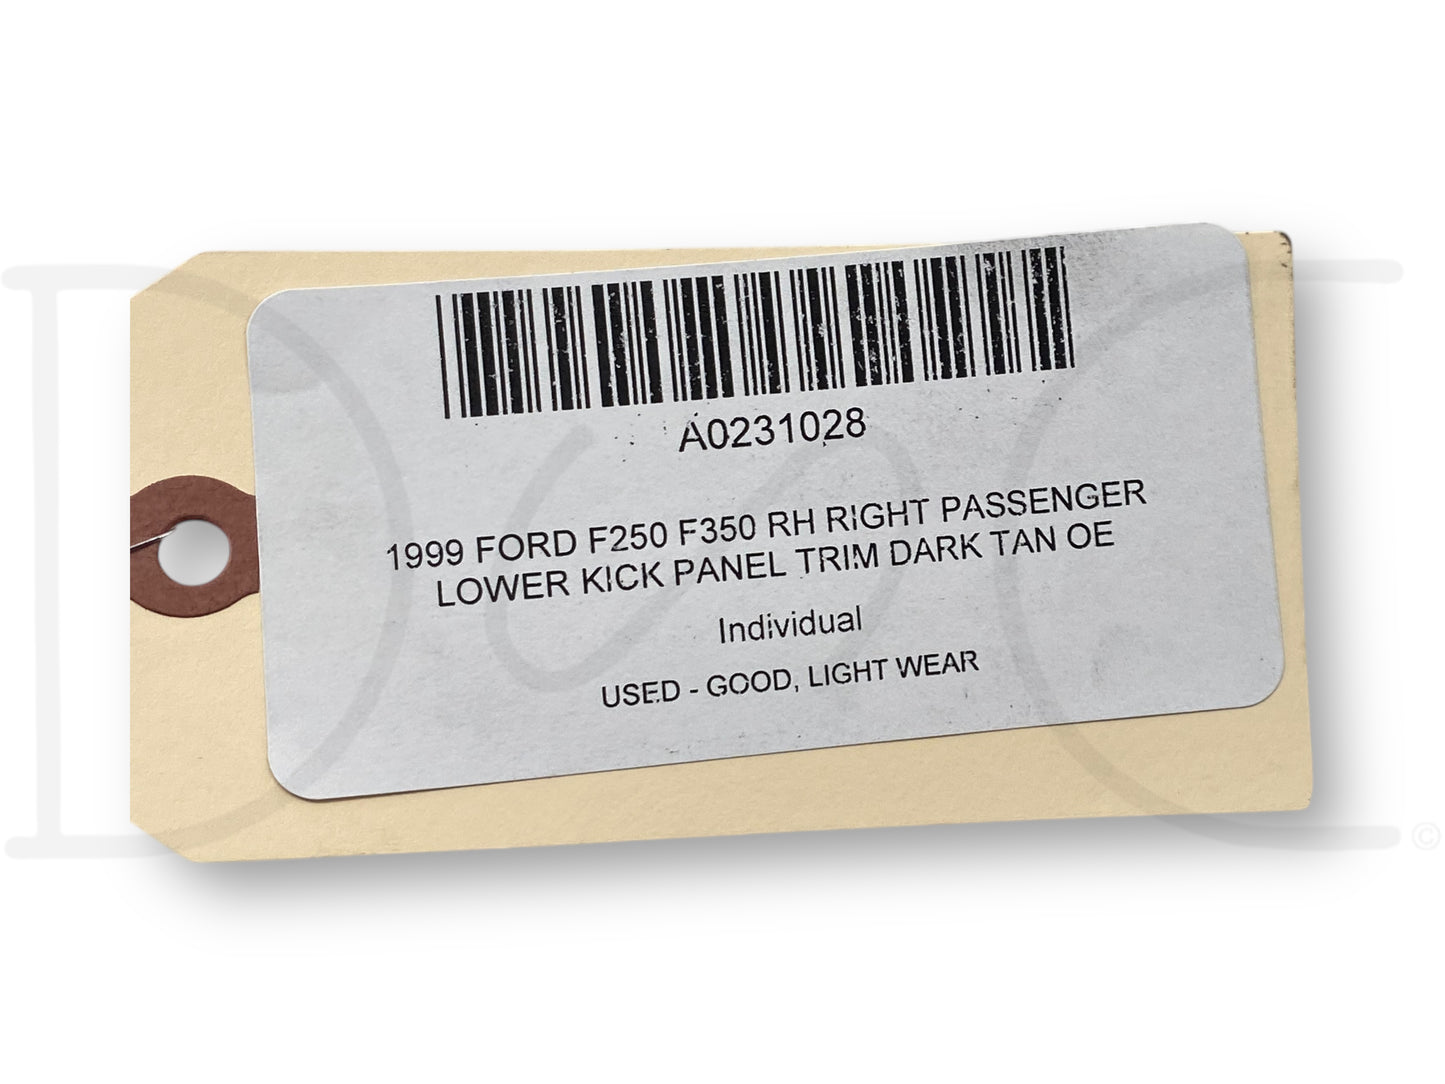 A0231028
1999 FORD F250 F350 RH RIGHT PASSENGER
LOWER KICK PANEL TRIM DARK TAN OE
Individual
USED - GOOD, LIGHT WEAR
©